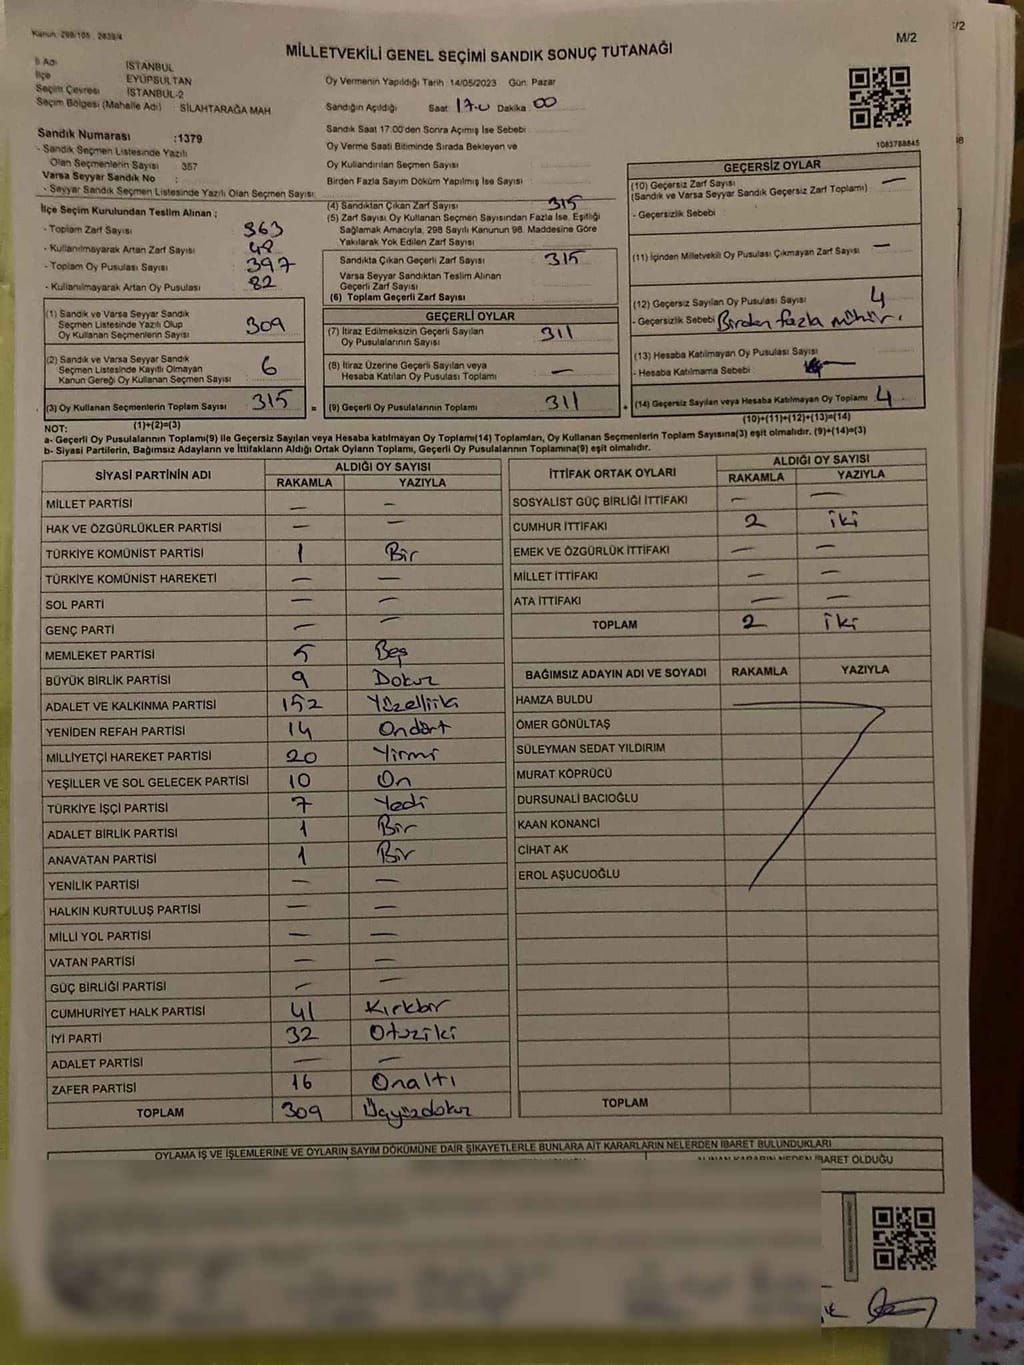 Kanun: 298/105 , 2839/4
M/2
MİLLETVEKİLİ GENEL SEÇİMİ SANDIK SONUÇ TUTANAĞI
İl Adı İSTANBUL
İlçe EYÜPSULTAN
Seçim Çevresi İSTANBUL-2
Seçim Bölgesi (Mahalle Adı) : SİLAHTARAĞA MAH
Oy Vermenin Yapıldığı Tarih :14/05/2023 Gün: Pazar
Sandığın Açıldığı Saat: 17.0 Dakika: 00
Sandık Saat 17:00'den Sonra Açılmış İse Sebebi
Oy Verme Saati Bitiminde Sırada Bekleyen ve
Oy Kullandırılan Seçmen Sayısı
Birden Fazla Sayım Döküm Yapılmış İse Sayısı
1083788845
Sandık Numarası :1379
- Sandık Seçmen Listesinde Yazılı
Olan Seçmenlerin Sayısı : 357
Varsa Seyyar Sandık No :
- Seyyar Sandık Seçmen Listesinde Yazılı Olan Seçmen Sayısı:
İlçe Seçim Kurulundan Teslim Alınan ;
- Toplam Zarf Sayısı 363
- Kullanılmayarak Artan Zarf Sayısı 48
- Toplam Oy Pusulası Sayısı 397
- Kullanılmayarak Artan Oy Pusulası 82
(1) Sandık ve Varsa Seyyar Sandık
Seçmen Listesinde Yazılı Olup
Oy Kullanan Seçmenlerin Sayısı 309
(2) Sandık ve Varsa Seyyar Sandık
Seçmen Listesinde Kayıtlı Olmayan
Kanun Gereği Oy Kullanan Seçmen Sayısı 6
(3) Oy Kullanan Seçmenlerin Toplam Sayısı 315
(1)+(2)=(3)
(4) Sandıktan Çıkan Zarf Sayısı 315
(5) Zarf Sayısı Oy Kullanan Seçmen Sayısından Fazla İse, Eşitliği
Sağlamak Amacıyla, 298 Sayılı Kanunun 98. Maddesine Göre
Yakılarak Yok Edilen Zarf Sayısı
Sandıkta Çıkan Geçerli Zarf Sayısı 315
Varsa Seyyar Sandıktan Teslim Alınan
Geçerli Zarf Sayısı
(6) Toplam Geçerli Zarf Sayısı
GEÇERLİ OYLAR
(7) İtiraz Edilmeksizin Geçerli Sayılan
Oy Pusulalarının Sayısı 311
(8) İtiraz Üzerine Geçerli Sayılan veya
Hesaba Katılan Oy Pusulası Toplamı —
= (9) Geçerli Oy Pusulalarının Toplamı 311
GEÇERSİZ OYLAR
(10) Geçersiz Zarf Sayısı —
(Sandık ve Varsa Seyyar Sandık Geçersiz Zarf Toplamı)
- Geçersizlik Sebebi
(11) İçinden Milletvekili Oy Pusulası Çıkmayan Zarf Sayısı —
(12) Geçersiz Sayılan Oy Pusulası Sayısı 4
- Geçersizlik Sebebi Birden fazla mühür.
(13) Hesaba Katılmayan Oy Pusulası Sayısı
- Hesaba Katılmama Sebebi
+ (14) Geçersiz Sayılan veya Hesaba Katılmayan Oy Toplamı 4
(10)+(11)+(12)+(13)=(14)
NOT:
a- Geçerli Oy Pusulalarının Toplamı(9) ile Geçersiz Sayılan veya Hesaba katılmayan Oy Toplamı(14) Toplamları, Oy Kullanan Seçmenlerin Toplam Sayısına(3) eşit olmalıdır. (9)+(14)=(3)
b- Siyasi Partilerin, Bağımsız Adayların ve İttifakların Aldığı Ortak Oyların Toplamı, Geçerli Oy Pusulalarının Toplamına(9) eşit olmalıdır.
SİYASİ PARTİNİN ADI ALDIĞI OY SAYISI
RAKAMLA YAZIYLA
MİLLET PARTİSİ — —
HAK VE ÖZGÜRLÜKLER PARTİSİ — —
TÜRKİYE KOMÜNİST PARTİSİ 1 Bir
TÜRKİYE KOMÜNİST HAREKETİ — —
SOL PARTİ — —
GENÇ PARTİ — —
MEMLEKET PARTİSİ 5 Beş
BÜYÜK BİRLİK PARTİSİ 9 Dokuz
ADALET VE KALKINMA PARTİSİ 152 Yüzelliiki
YENİDEN REFAH PARTİSİ 14 Ondört
MİLLİYETÇİ HAREKET PARTİSİ 20 Yirmi
YEŞİLLER VE SOL GELECEK PARTİSİ 10 On
TÜRKİYE İŞÇİ PARTİSİ 7 Yedi
ADALET BİRLİK PARTİSİ 1 Bir
ANAVATAN PARTİSİ 1 Bir
YENİLİK PARTİSİ — —
HALKIN KURTULUŞ PARTİSİ — —
MİLLİ YOL PARTİSİ — —
VATAN PARTİSİ — —
GÜÇ BİRLİĞİ PARTİSİ — —
CUMHURİYET HALK PARTİSİ 41 Kırkbir
İYİ PARTİ 32 Otuziki
ADALET PARTİSİ — —
ZAFER PARTİSİ 16 Onaltı
TOPLAM 309 Üçyüzdokuz
İTTİFAK ORTAK OYLARI ALDIĞI OY SAYISI
RAKAMLA YAZIYLA
SOSYALİST GÜÇ BİRLİĞİ İTTİFAKI — —
CUMHUR İTTİFAKI 2 iki
EMEK VE ÖZGÜRLÜK İTTİFAKI — —
MİLLET İTTİFAKI — —
ATA İTTİFAKI — —
TOPLAM 2 iki
BAĞIMSIZ ADAYIN ADI VE SOYADI RAKAMLA YAZIYLA
HAMZA BULDU
ÖMER GÖNÜLTAŞ
SÜLEYMAN SEDAT YILDIRIM
MURAT KÖPRÜCÜ
DURSUNALİ BACIOĞLU
KAAN KONANCİ
CİHAT AK
EROL AŞUCUOĞLU
TOPLAM
OYLAMA İŞ VE İŞLEMLERİNE VE OYLARIN SAYIM DÖKÜMÜNE DAİR ŞİKAYETLERLE BUNLARA AİT KARARLARIN NELERDEN İBARET BULUNDUKLARI
ALINAN KARARIN NEDEN İBARET OLDUĞU